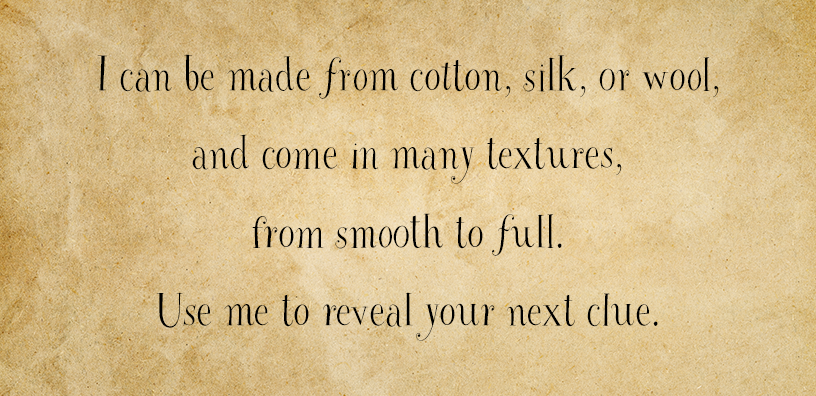 I can be made from cotton, silk, or wool,
and come in many textures,
from smooth to full.
Use me to reveal your next clue.